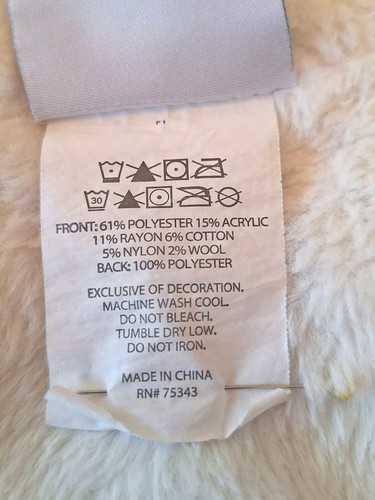 30
FRONT: 61% POLYESTER 15% ACRYLIC
11% RAYON 6% COTTON
5% NYLON 2% WOOL
BACK: 100% POLYESTER
EXCLUSIVE OF DECORATION.
MACHINE WASH COOL.
DO NOT BLEACH.
TUMBLE DRY LOW.
DO NOT IRON.
MADE IN CHINA
RN# 75343